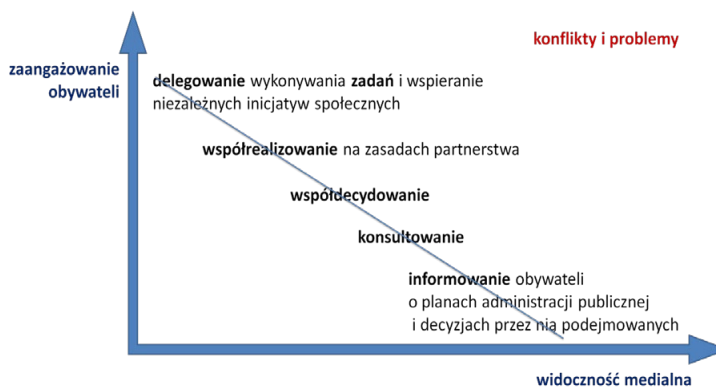 konflikty i problemy
zaangażowanie
obywateli
delegowanie wykonywania zadań i wspieranie
niezależnych inicjatyw społecznych
współrealizowanie na zasadach partnerstwa
współdecydowanie
konsultowanie
informowanie obywateli
o planach administracji publicznej
i decyzjach przez nią podejmowanych
widoczność medialna